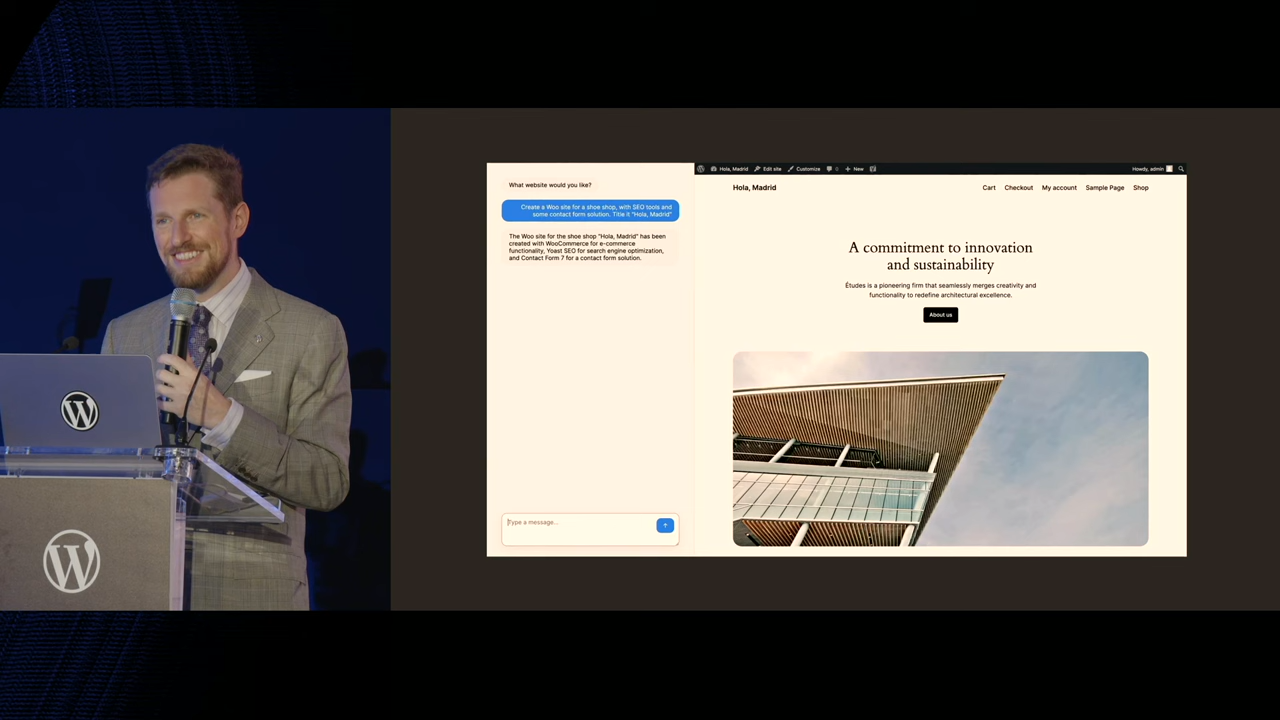 What website would you like?
Create a Woo site for a shoe shop, with SEO tools and
some contact form solution. Title it "Hola, Madrid"
The Woo site for the shoe shop "Hola, Madrid" has been
created with WooCommerce for e-commerce
functionality, Yoast SEO for search engine optimization,
and Contact Form 7 for a contact form solution.
Type a message...
Hola, Madrid Edit site Customize 0 New Howdy, admin
Hola, Madrid Cart Checkout My account Sample Page Shop
A commitment to innovation
and sustainability
Études is a pioneering firm that seamlessly merges creativity and
functionality to redefine architectural excellence.
About us
W
W